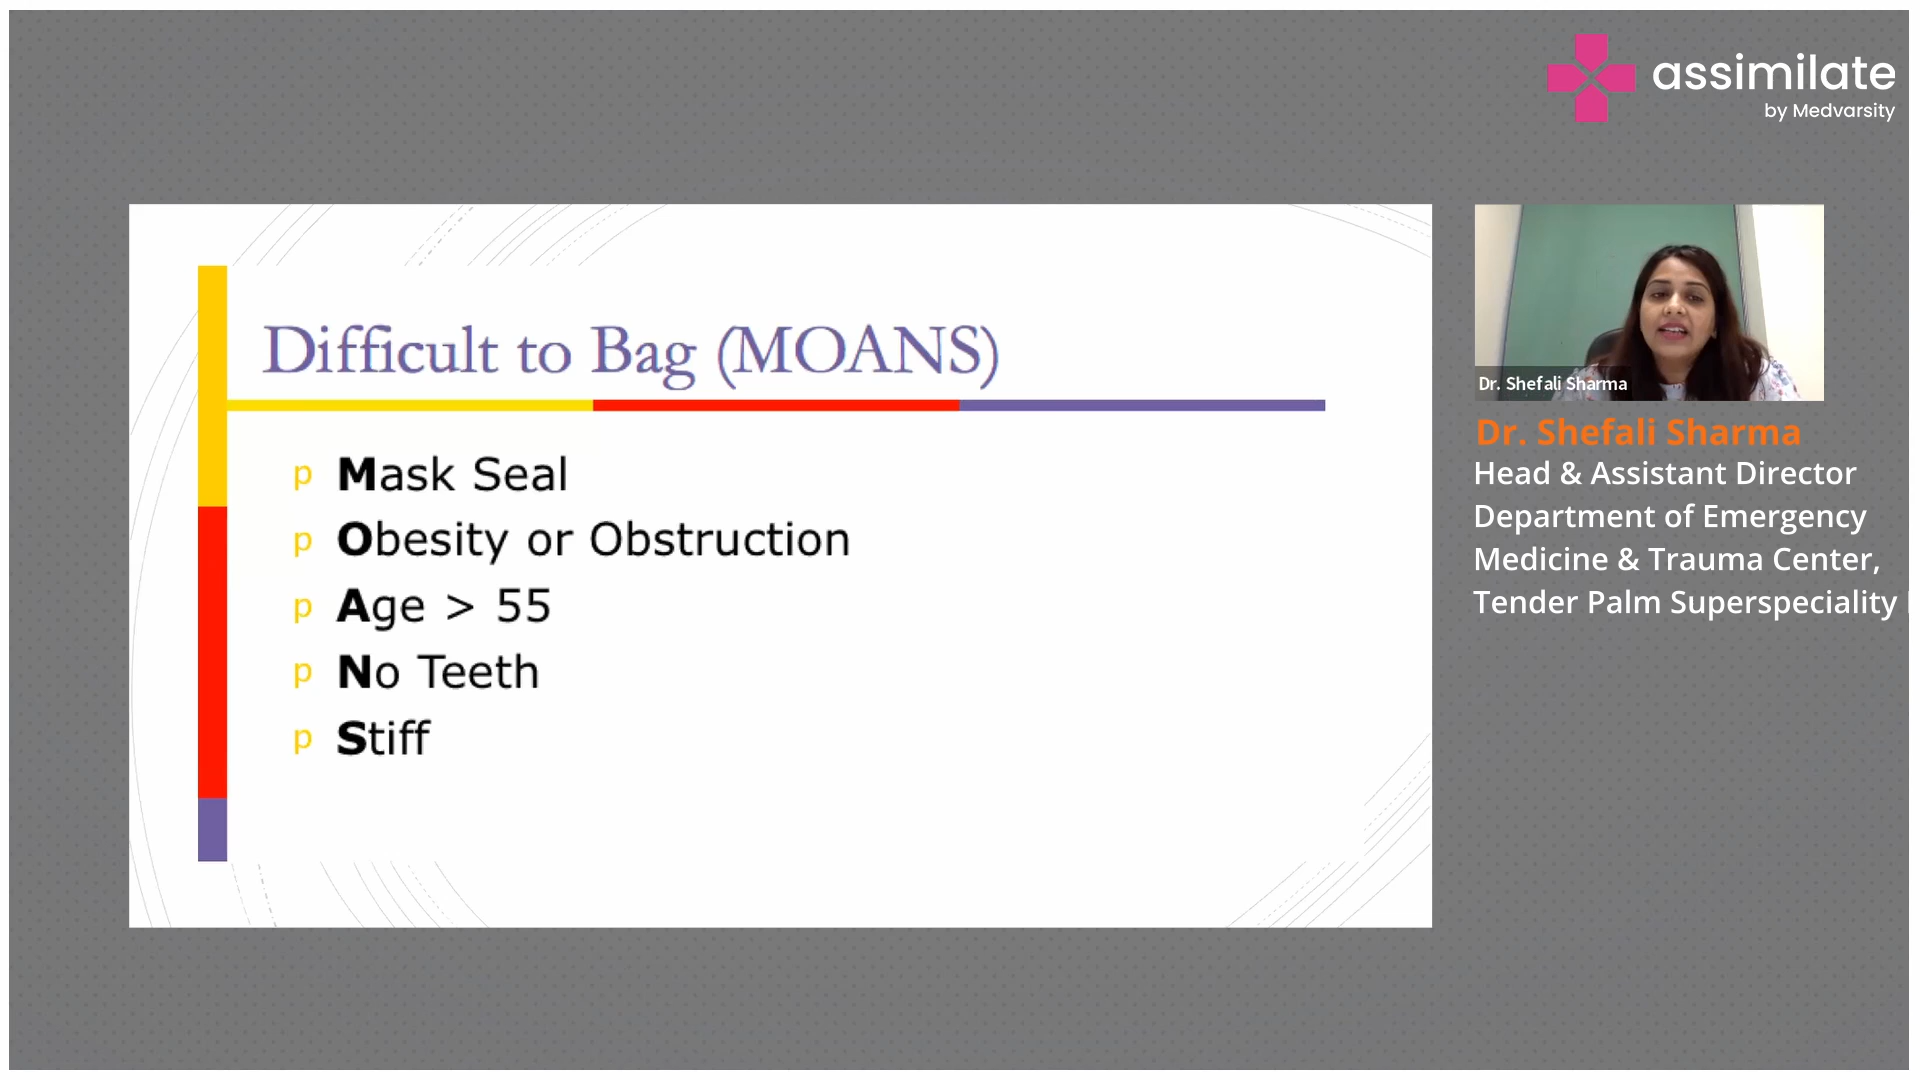 assimilate
by Medvarsity
Difficult to Bag (MOANS)
p Mask Seal
p Obesity or Obstruction
p Age > 55
p No Teeth
p Stiff
Dr. Shefali Sharma
Dr. Shefali Sharma
Head & Assistant Director
Department of Emergency
Medicine & Trauma Center,
Tender Palm Superspeciality